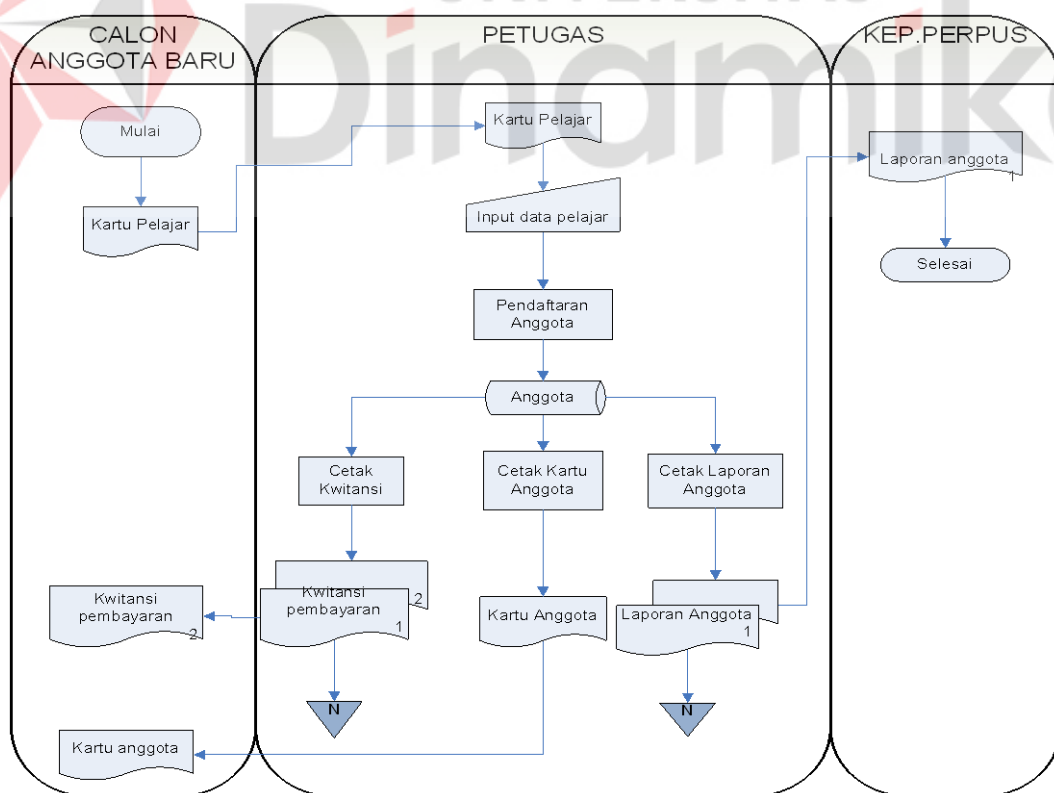 CALON
ANGGOTA BARU
PETUGAS
KEP.PERPUS
Dinamika
Mulai
Kartu Pelajar
Kartu Pelajar
Input data pelajar
Pendaftaran
Anggota
Anggota
Cetak
Kwitansi
Cetak Kartu
Anggota
Cetak Laporan
Anggota
Kwitansi
pembayaran
2
Kwitansi
pembayaran
2
1
Kartu Anggota
Laporan Anggota
1
N
N
Kartu anggota
Laporan anggota
1
Selesai